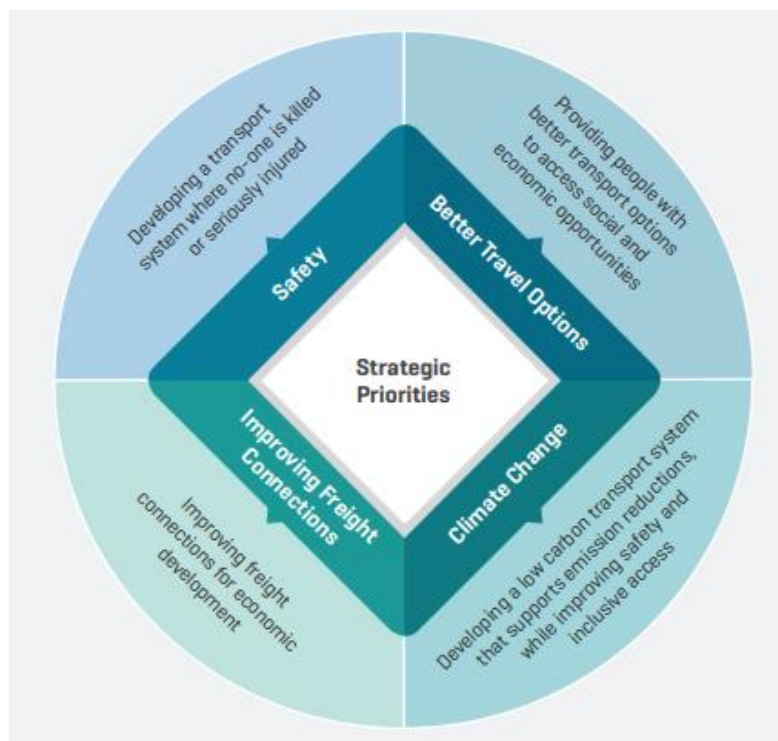 Developing a transport
system where no-one is killed
or seriously injured
Safety
Providing people with
better transport options
to access social and
economic opportunities
Better Travel Options
Strategic
Priorities
Improving Freight
Connections
Improving freight
connections for economic
development
Climate Change
Developing a low carbon transport system
that supports emission reductions,
while improving safety and
inclusive access